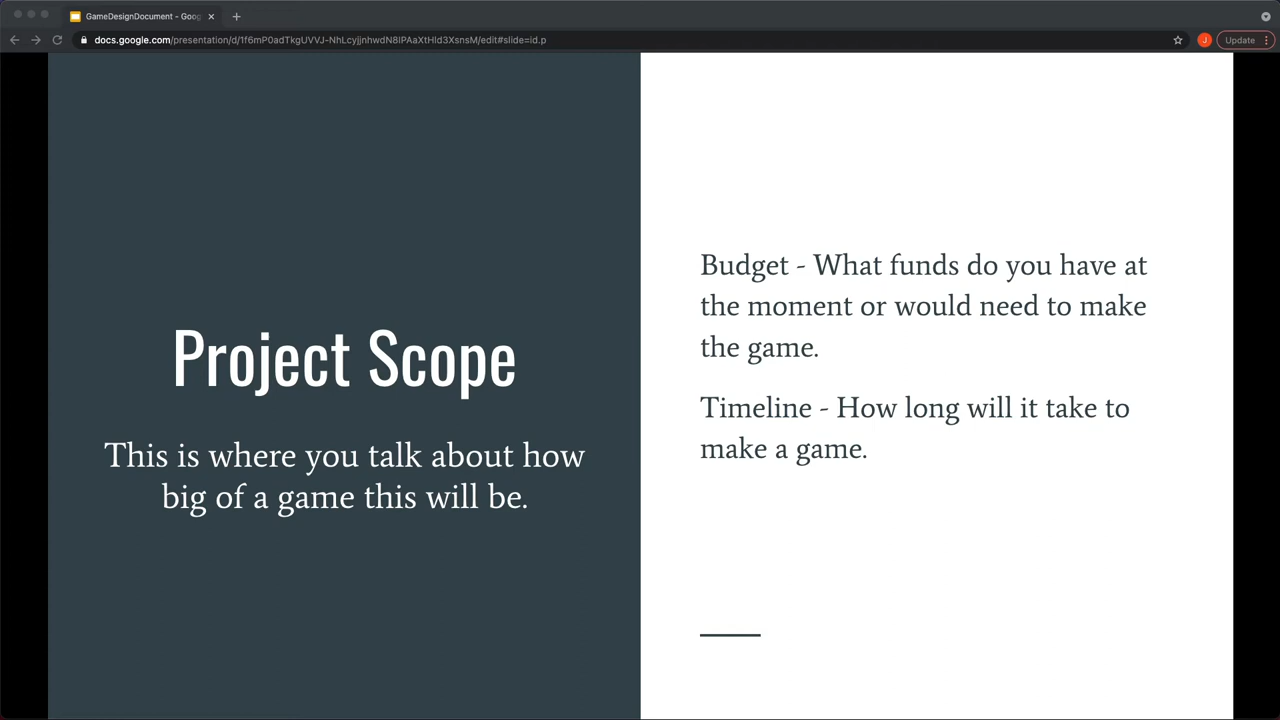 GameDesignDocument - Goog
docs.google.com/presentation/d/1f6mP0adTkgUVVJ-NhLcyjjnhwdN8IPAaXtHld3XsnsM/edit#slide=id.p
J
Update
Project Scope
This is where you talk about how
big of a game this will be.
Budget - What funds do you have at
the moment or would need to make
the game.
Timeline - How long will it take to
make a game.